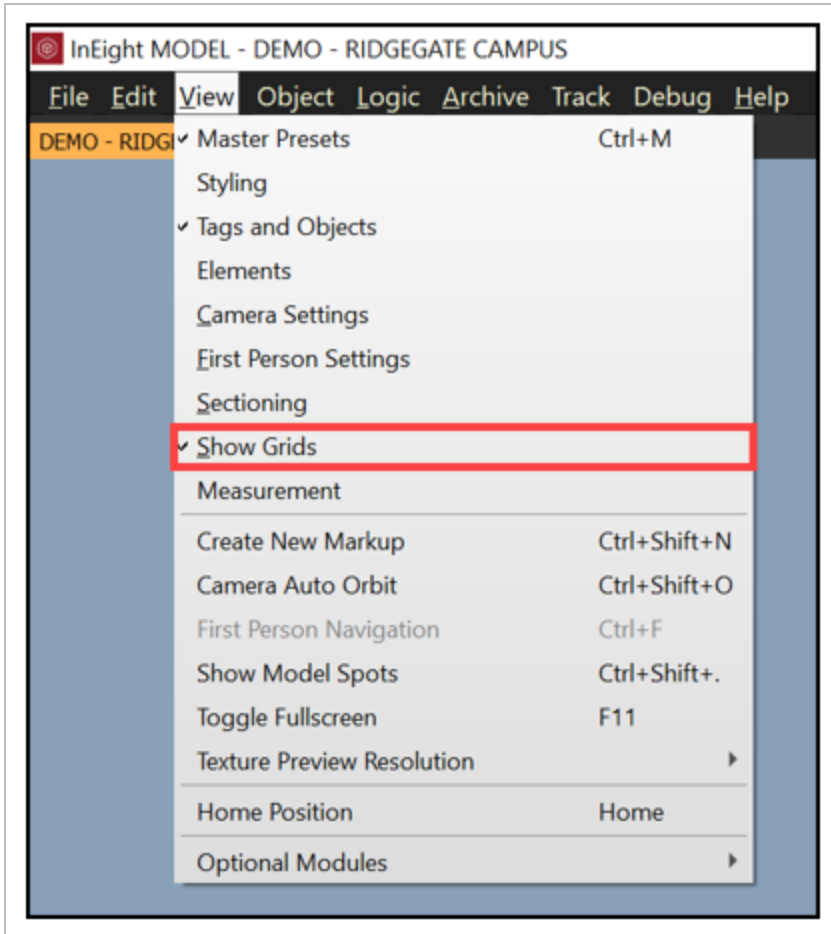 InEight MODEL - DEMO - RIDGEGATE CAMPUS
File Edit View Object Logic Archive Track Debug Help
DEMO - RIDG
Master Presets Ctrl+M
Styling
Tags and Objects
Elements
Camera Settings
First Person Settings
Sectioning
Show Grids
Measurement
Create New Markup Ctrl+Shift+N
Camera Auto Orbit Ctrl+Shift+O
First Person Navigation Ctrl+F
Show Model Spots Ctrl+Shift+.
Toggle Fullscreen F11
Texture Preview Resolution
Home Position Home
Optional Modules